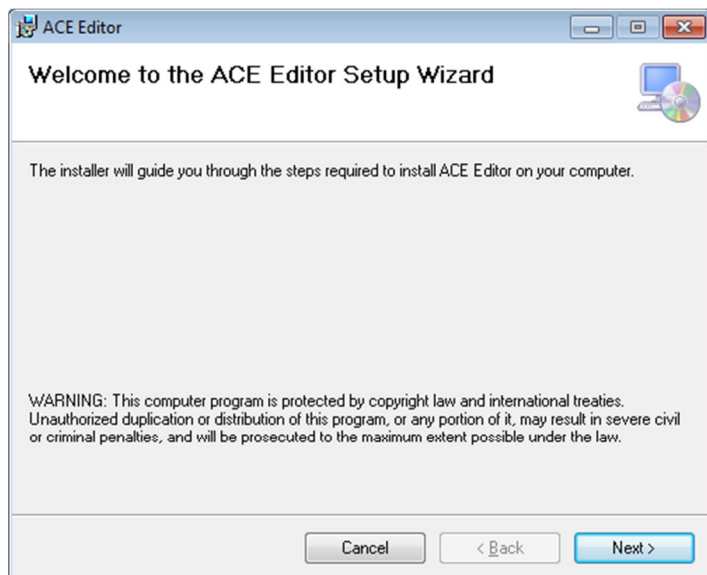 ACE Editor
Welcome to the ACE Editor Setup Wizard
The installer will guide you through the steps required to install ACE Editor on your computer.
WARNING: This computer program is protected by copyright law and international treaties.
Unauthorized duplication or distribution of this program, or any portion of it, may result in severe civil
or criminal penalties, and will be prosecuted to the maximum extent possible under the law.
Cancel
< Back
Next >